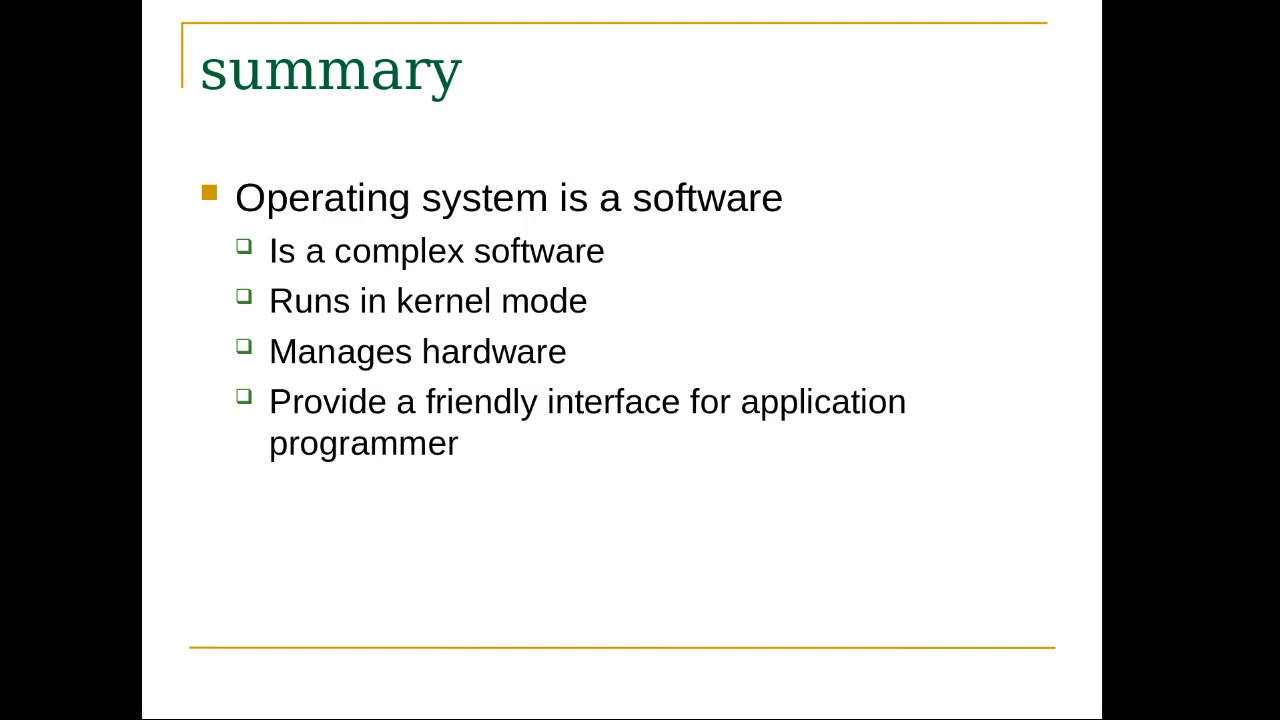 summary
Operating system is a software
Is a complex software
Runs in kernel mode
Manages hardware
Provide a friendly interface for application
programmer